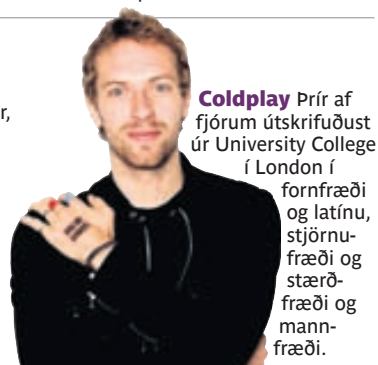 r,
Coldplay Þrír af
fjórum útskrifuðust
úr University College
í London í
fornfræði
og latínu,
stjörnu-
fræði og
stærð-
fræði og
mann-
fræði.